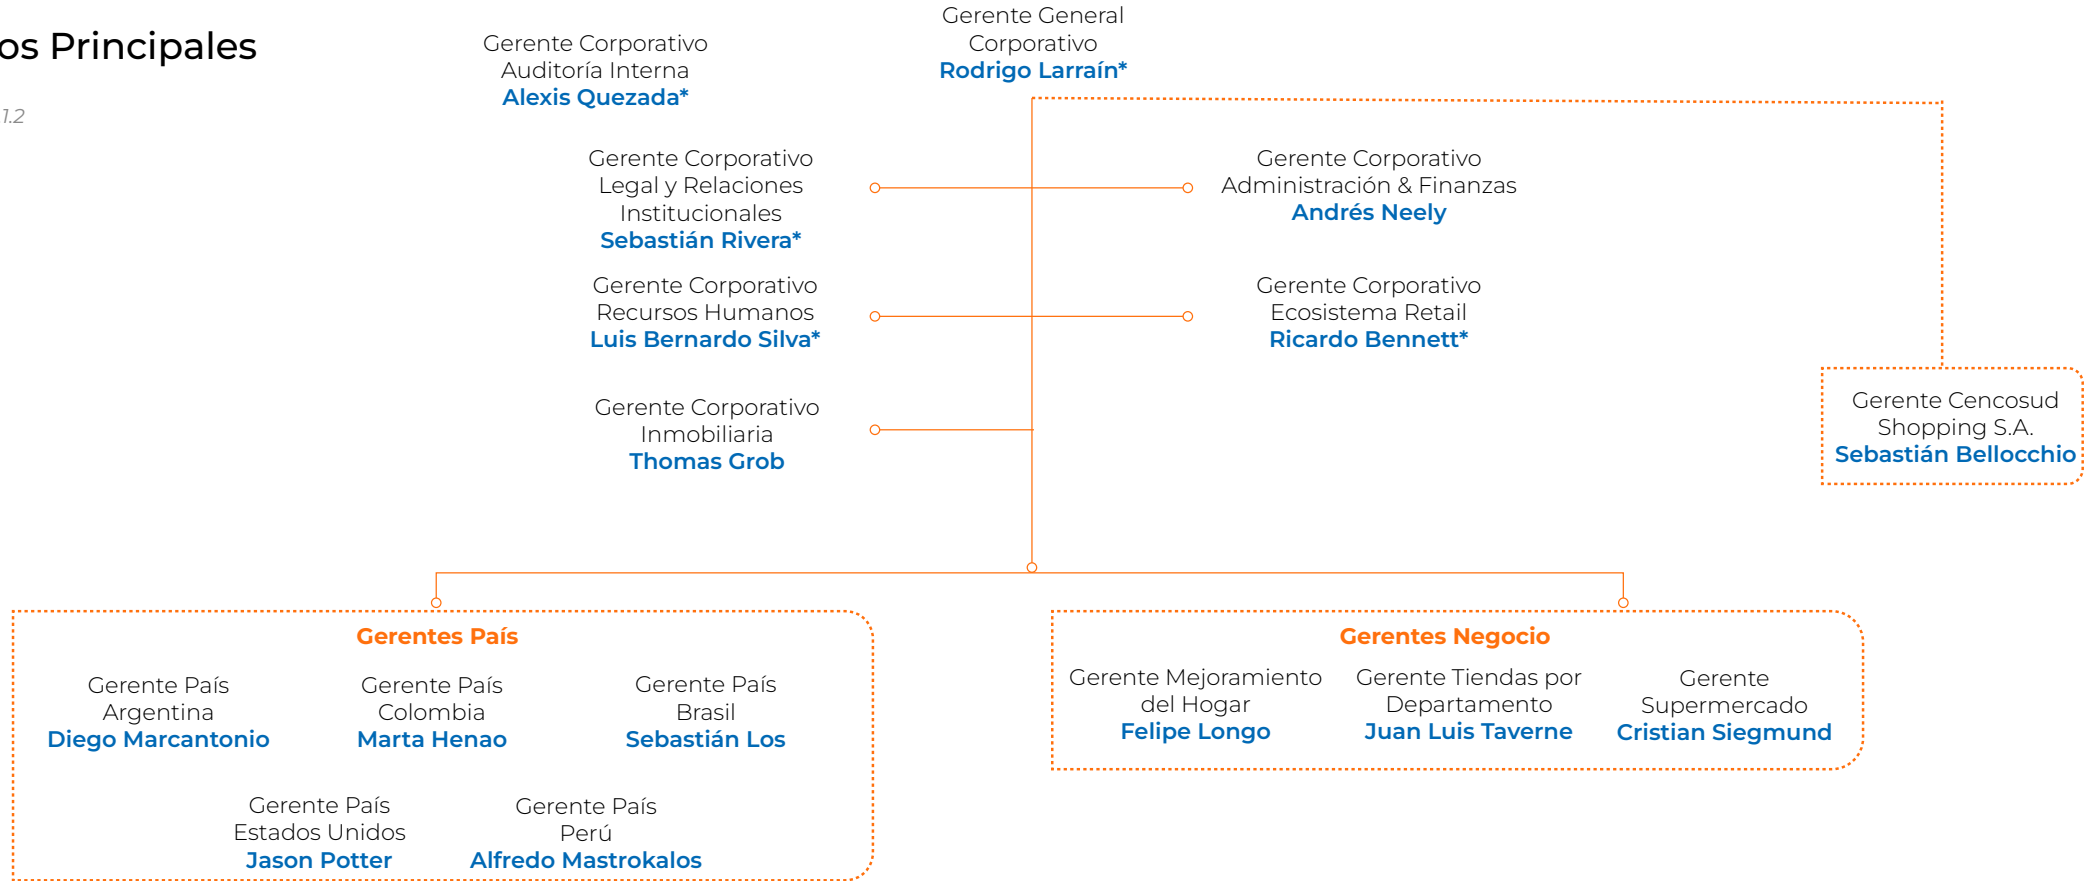 os Principales
1.2
Gerente Corporativo
Auditoría Interna
Alexis Quezada*
Gerente General
Corporativo
Rodrigo Larraín*
Gerente Corporativo
Legal y Relaciones
Institucionales
Sebastián Rivera*
Gerente Corporativo
Administración & Finanzas
Andrés Neely
Gerente Corporativo
Recursos Humanos
Luis Bernardo Silva*
Gerente Corporativo
Ecosistema Retail
Ricardo Bennett*
Gerente Corporativo
Inmobiliaria
Thomas Grob
Gerente Cencosud
Shopping S.A.
Sebastián Bellocchio
Gerentes País
Gerente País
Argentina
Diego Marcantonio
Gerente País
Colombia
Marta Henao
Gerente País
Brasil
Sebastián Los
Gerente País
Estados Unidos
Jason Potter
Gerente País
Perú
Alfredo Mastrokalos
Gerentes Negocio
Gerente Mejoramiento
del Hogar
Felipe Longo
Gerente Tiendas por
Departamento
Juan Luis Taverne
Gerente
Supermercado
Cristian Siegmund